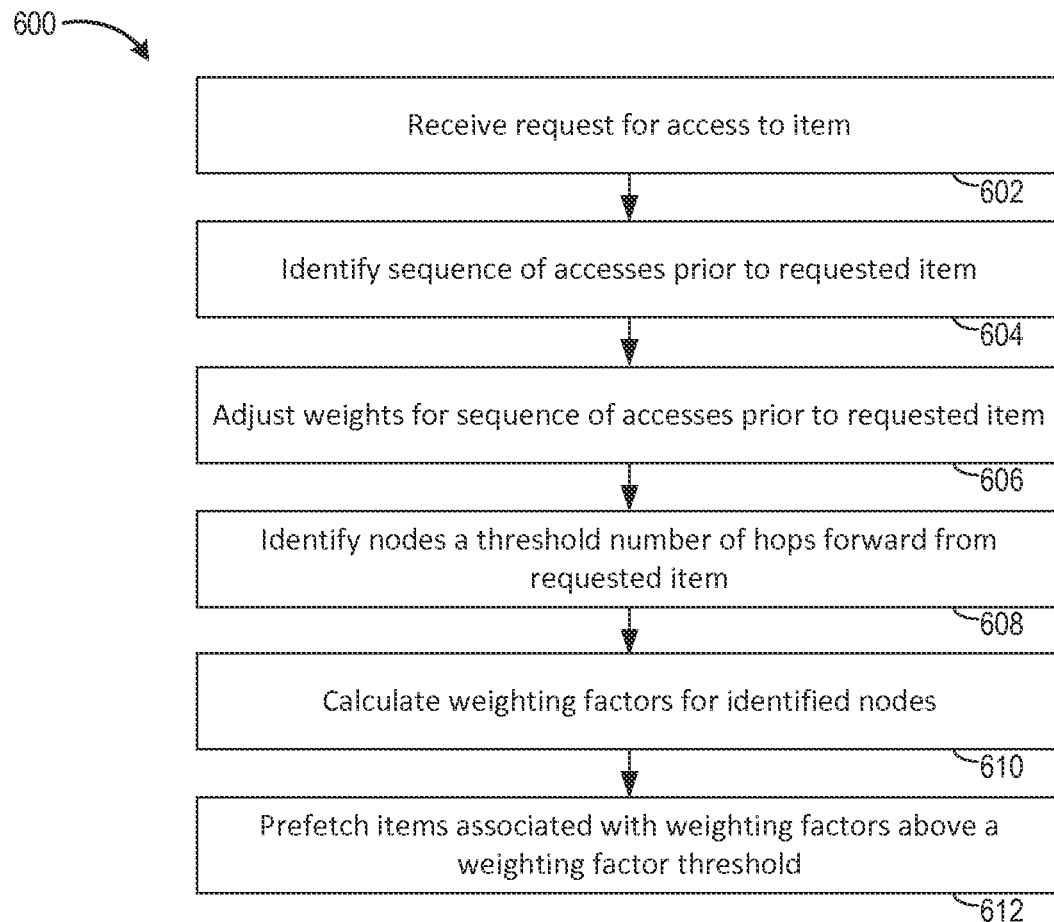 600
Receive request for access to item
602
Identify sequence of accesses prior to requested item
604
Adjust weights for sequence of accesses prior to requested item
606
Identify nodes a threshold number of hops forward from
requested item
608
Calculate weighting factors for identified nodes
610
Prefetch items associated with weighting factors above a
weighting factor threshold
612